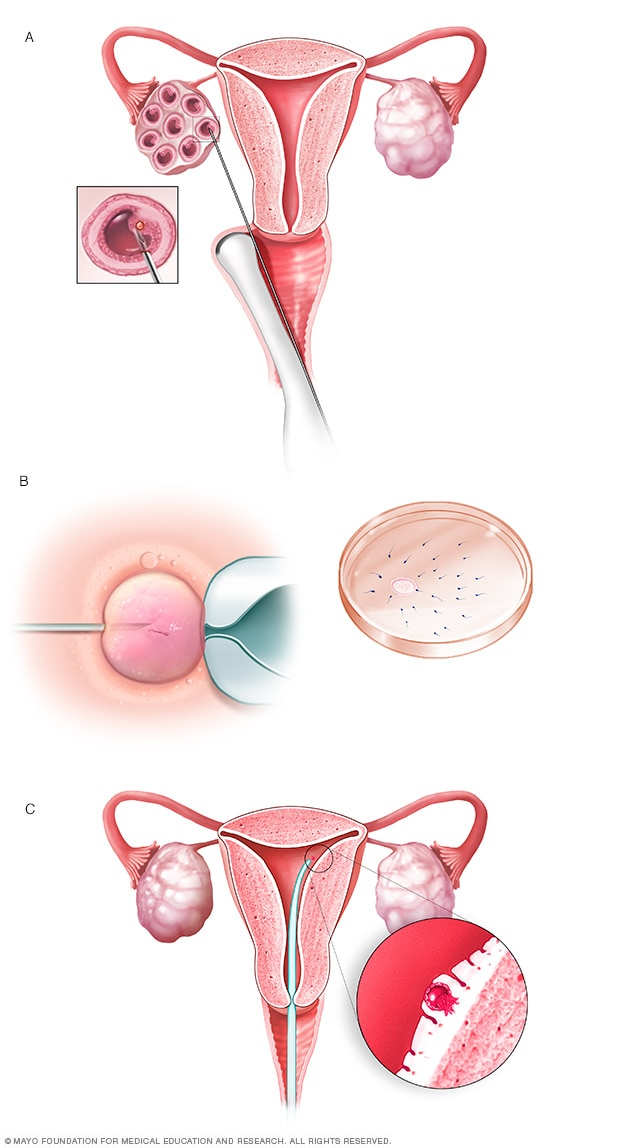 A
B
C
© MAYO FOUNDATION FOR MEDICAL EDUCATION AND RESEARCH. ALL RIGHTS RESERVED.